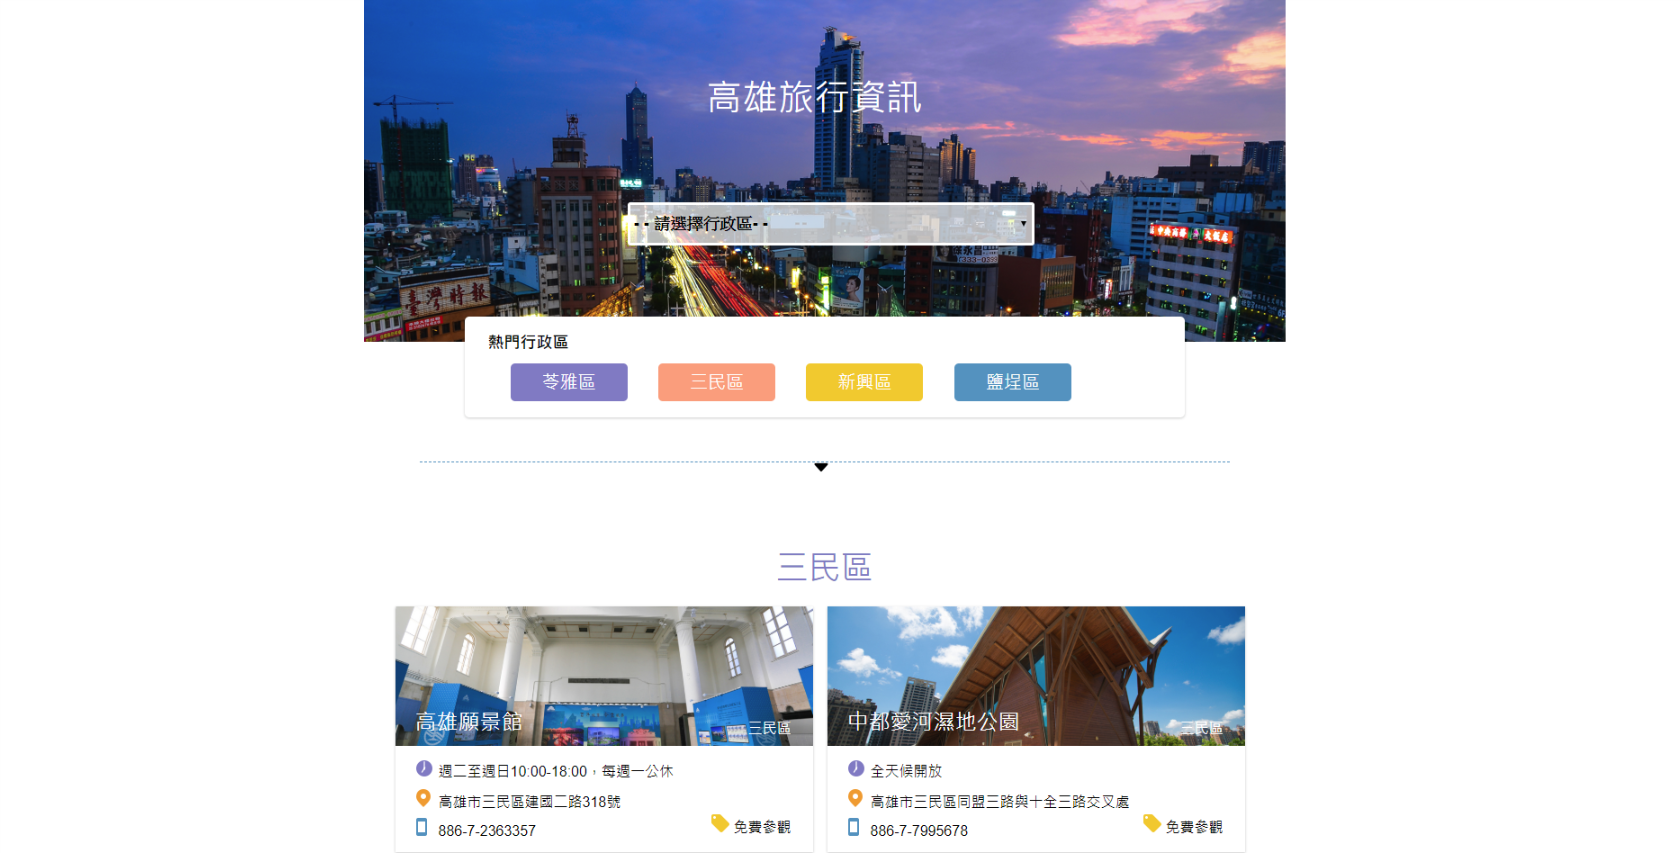 高雄旅行資訊
- - 請選擇行政區- -
臺灣時報
熱門行政區
苓雅區
三民區
新興區
鹽埕區
三民區
高雄願景館
三民區
週二至週日10:00-18:00，每週一公休
高雄市三民區建國二路318號
886-7-2363357
免費參觀
中都愛河濕地公園
三民區
全天候開放
高雄市三民區同盟三路與十全三路交叉處
886-7-7995678
免費參觀